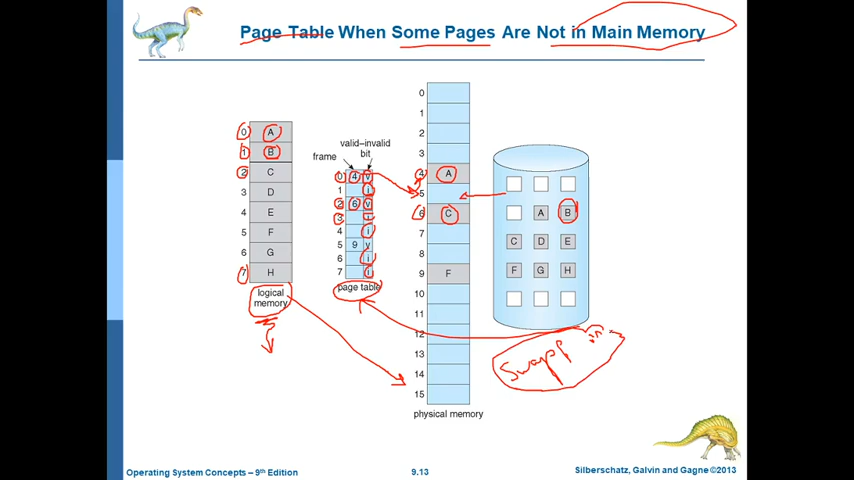 Page Table When Some Pages Are Not in Main Memory
0 A
1 B
2 C
3 D
4 E
5 F
6 G
7 H
logical
memory
valid–invalid
bit
frame
0 4 v
1 i
2 6 v
3 i
4 i
5 9 v
6 i
7 i
page table
0
1
2
3
4 A
5
6 C
7
8
9 F
10
11
12
13
14
15
physical memory
A B
C D E
F G H
Swapp in
Operating System Concepts – 9th Edition
9.13
Silberschatz, Galvin and Gagne ©2013